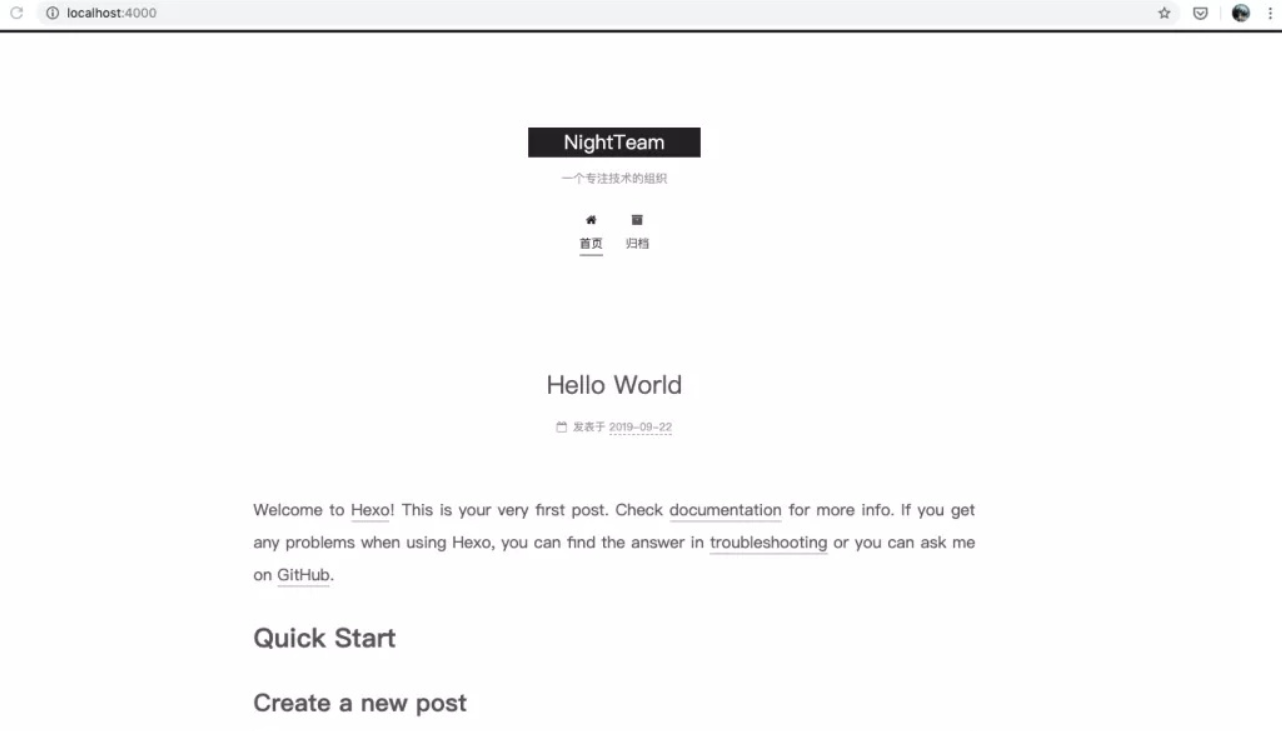 localhost:4000
NightTeam
一个专注技术的组织
首页 归档
Hello World
发表于 2019-09-22
Welcome to Hexo! This is your very first post. Check documentation for more info. If you get
any problems when using Hexo, you can find the answer in troubleshooting or you can ask me
on GitHub.
Quick Start
Create a new post